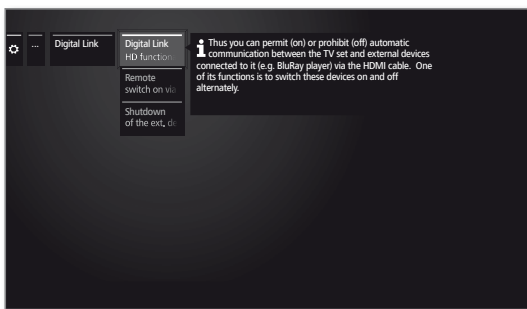 ...
Digital Link
Digital Link
HD function
Remote
switch on via
Shutdown
of the ext. de
Thus you can permit (on) or prohibit (off) automatic
communication between the TV set and external devices
connected to it (e.g. BluRay player) via the HDMI cable. One
of its functions is to switch these devices on and off
alternately.